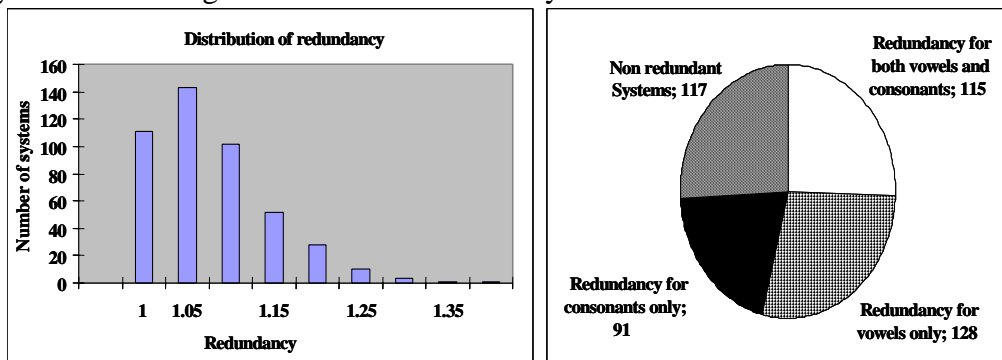 Distribution of redundancy
160
140
120
100
80
60
40
20
0
Number of systems
1 1.05 1.15 1.25 1.35
Redundancy
Non redundant
Systems; 117
Redundancy for
both vowels and
consonants; 115
Redundancy for
consonants only;
91
Redundancy for
vowels only; 128